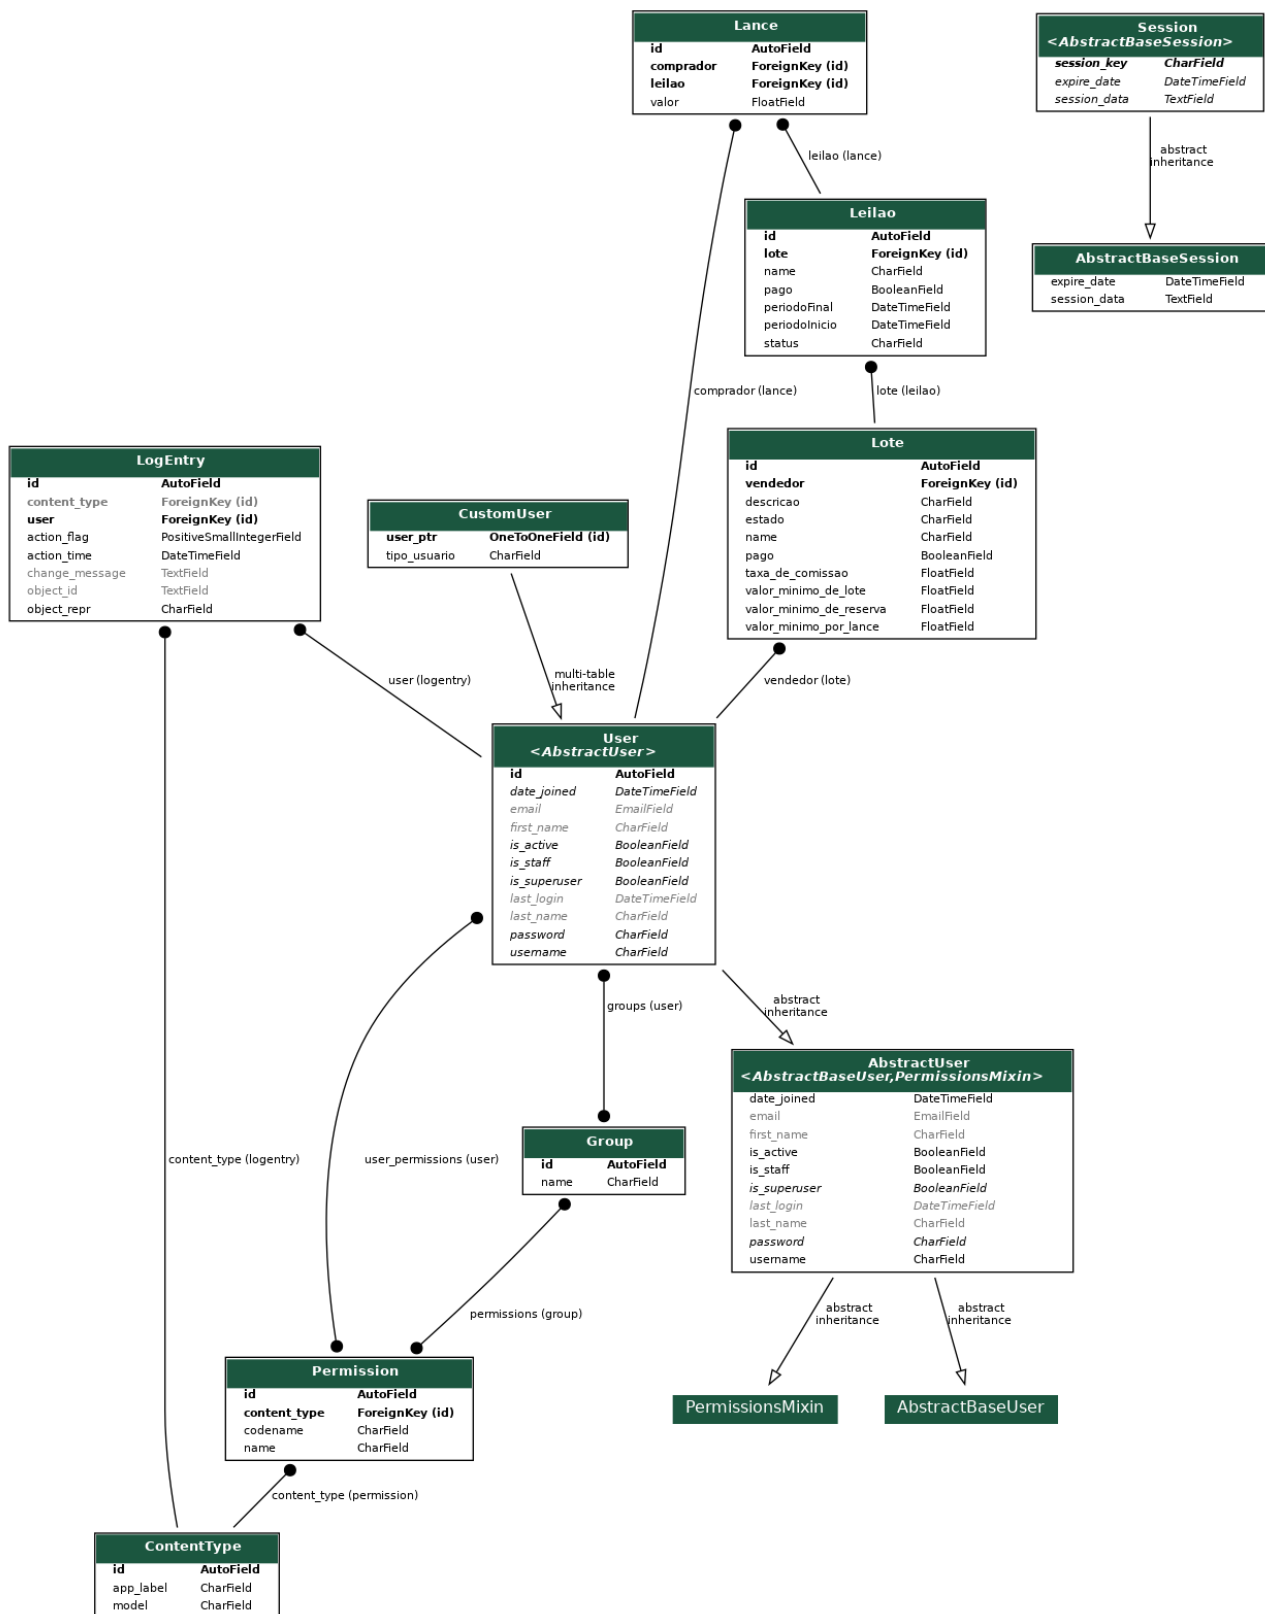 Lance
id AutoField
comprador ForeignKey (id)
leilao ForeignKey (id)
valor FloatField
Session
<AbstractBaseSession>
session_key CharField
expire_date DateTimeField
session_data TextField
leilao (lance)
abstract
inheritance
Leilao
id AutoField
lote ForeignKey (id)
name CharField
pago BooleanField
periodoFinal DateTimeField
periodoInicio DateTimeField
status CharField
AbstractBaseSession
expire_date DateTimeField
session_data TextField
comprador (lance)
lote (leilao)
LogEntry
id AutoField
content_type ForeignKey (id)
user ForeignKey (id)
action_flag PositiveSmallIntegerField
action_time DateTimeField
change_message TextField
object_id TextField
object_repr CharField
CustomUser
user_ptr OneToOneField (id)
tipo_usuario CharField
Lote
id AutoField
vendedor ForeignKey (id)
descricao CharField
estado CharField
name CharField
pago BooleanField
taxa_de_comissao FloatField
valor_minimo_de_lote FloatField
valor_minimo_de_reserva FloatField
valor_minimo_por_lance FloatField
user (logentry)
multi-table
inheritance
vendedor (lote)
User
<AbstractUser>
id AutoField
date_joined DateTimeField
email EmailField
first_name CharField
is_active BooleanField
is_staff BooleanField
is_superuser BooleanField
last_login DateTimeField
last_name CharField
password CharField
username CharField
groups (user)
abstract
inheritance
AbstractUser
<AbstractBaseUser,PermissionsMixin>
date_joined DateTimeField
email EmailField
first_name CharField
is_active BooleanField
is_staff BooleanField
is_superuser BooleanField
last_login DateTimeField
last_name CharField
password CharField
username CharField
content_type (logentry)
user_permissions (user)
Group
id AutoField
name CharField
permissions (group)
abstract
inheritance
abstract
inheritance
Permission
id AutoField
content_type ForeignKey (id)
codename CharField
name CharField
PermissionsMixin
AbstractBaseUser
content_type (permission)
ContentType
id AutoField
app_label CharField
model CharField